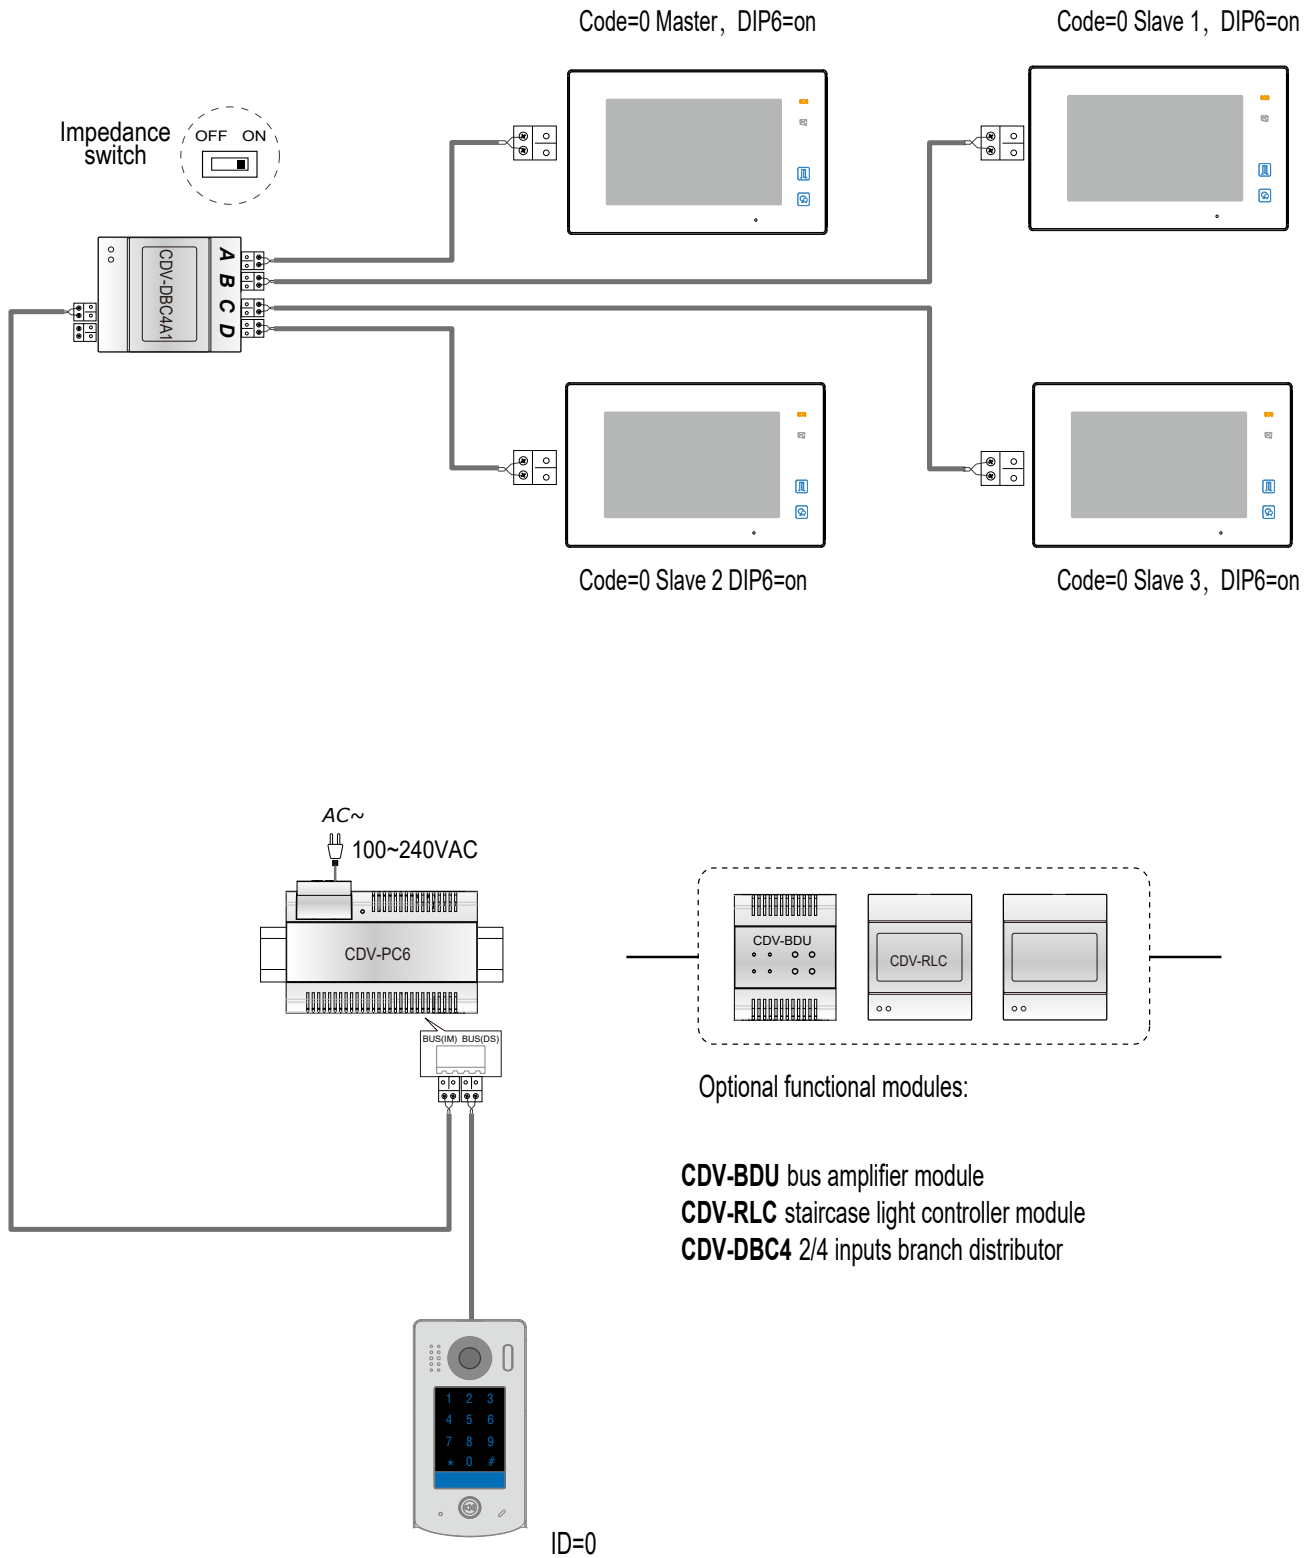 Code=0 Master, DIP6=on
Code=0 Slave 1, DIP6=on
Impedance
switch
OFF ON
CDV-DBC4A1
A
B
C
D
Code=0 Slave 2 DIP6=on
Code=0 Slave 3, DIP6=on
AC~
100~240VAC
CDV-PC6
BUS(IM) BUS(DS)
CDV-BDU
CDV-RLC
Optional functional modules:
CDV-BDU bus amplifier module
CDV-RLC staircase light controller module
CDV-DBC4 2/4 inputs branch distributor
1 2 3
4 5 6
7 8 9
* 0 #
ID=0